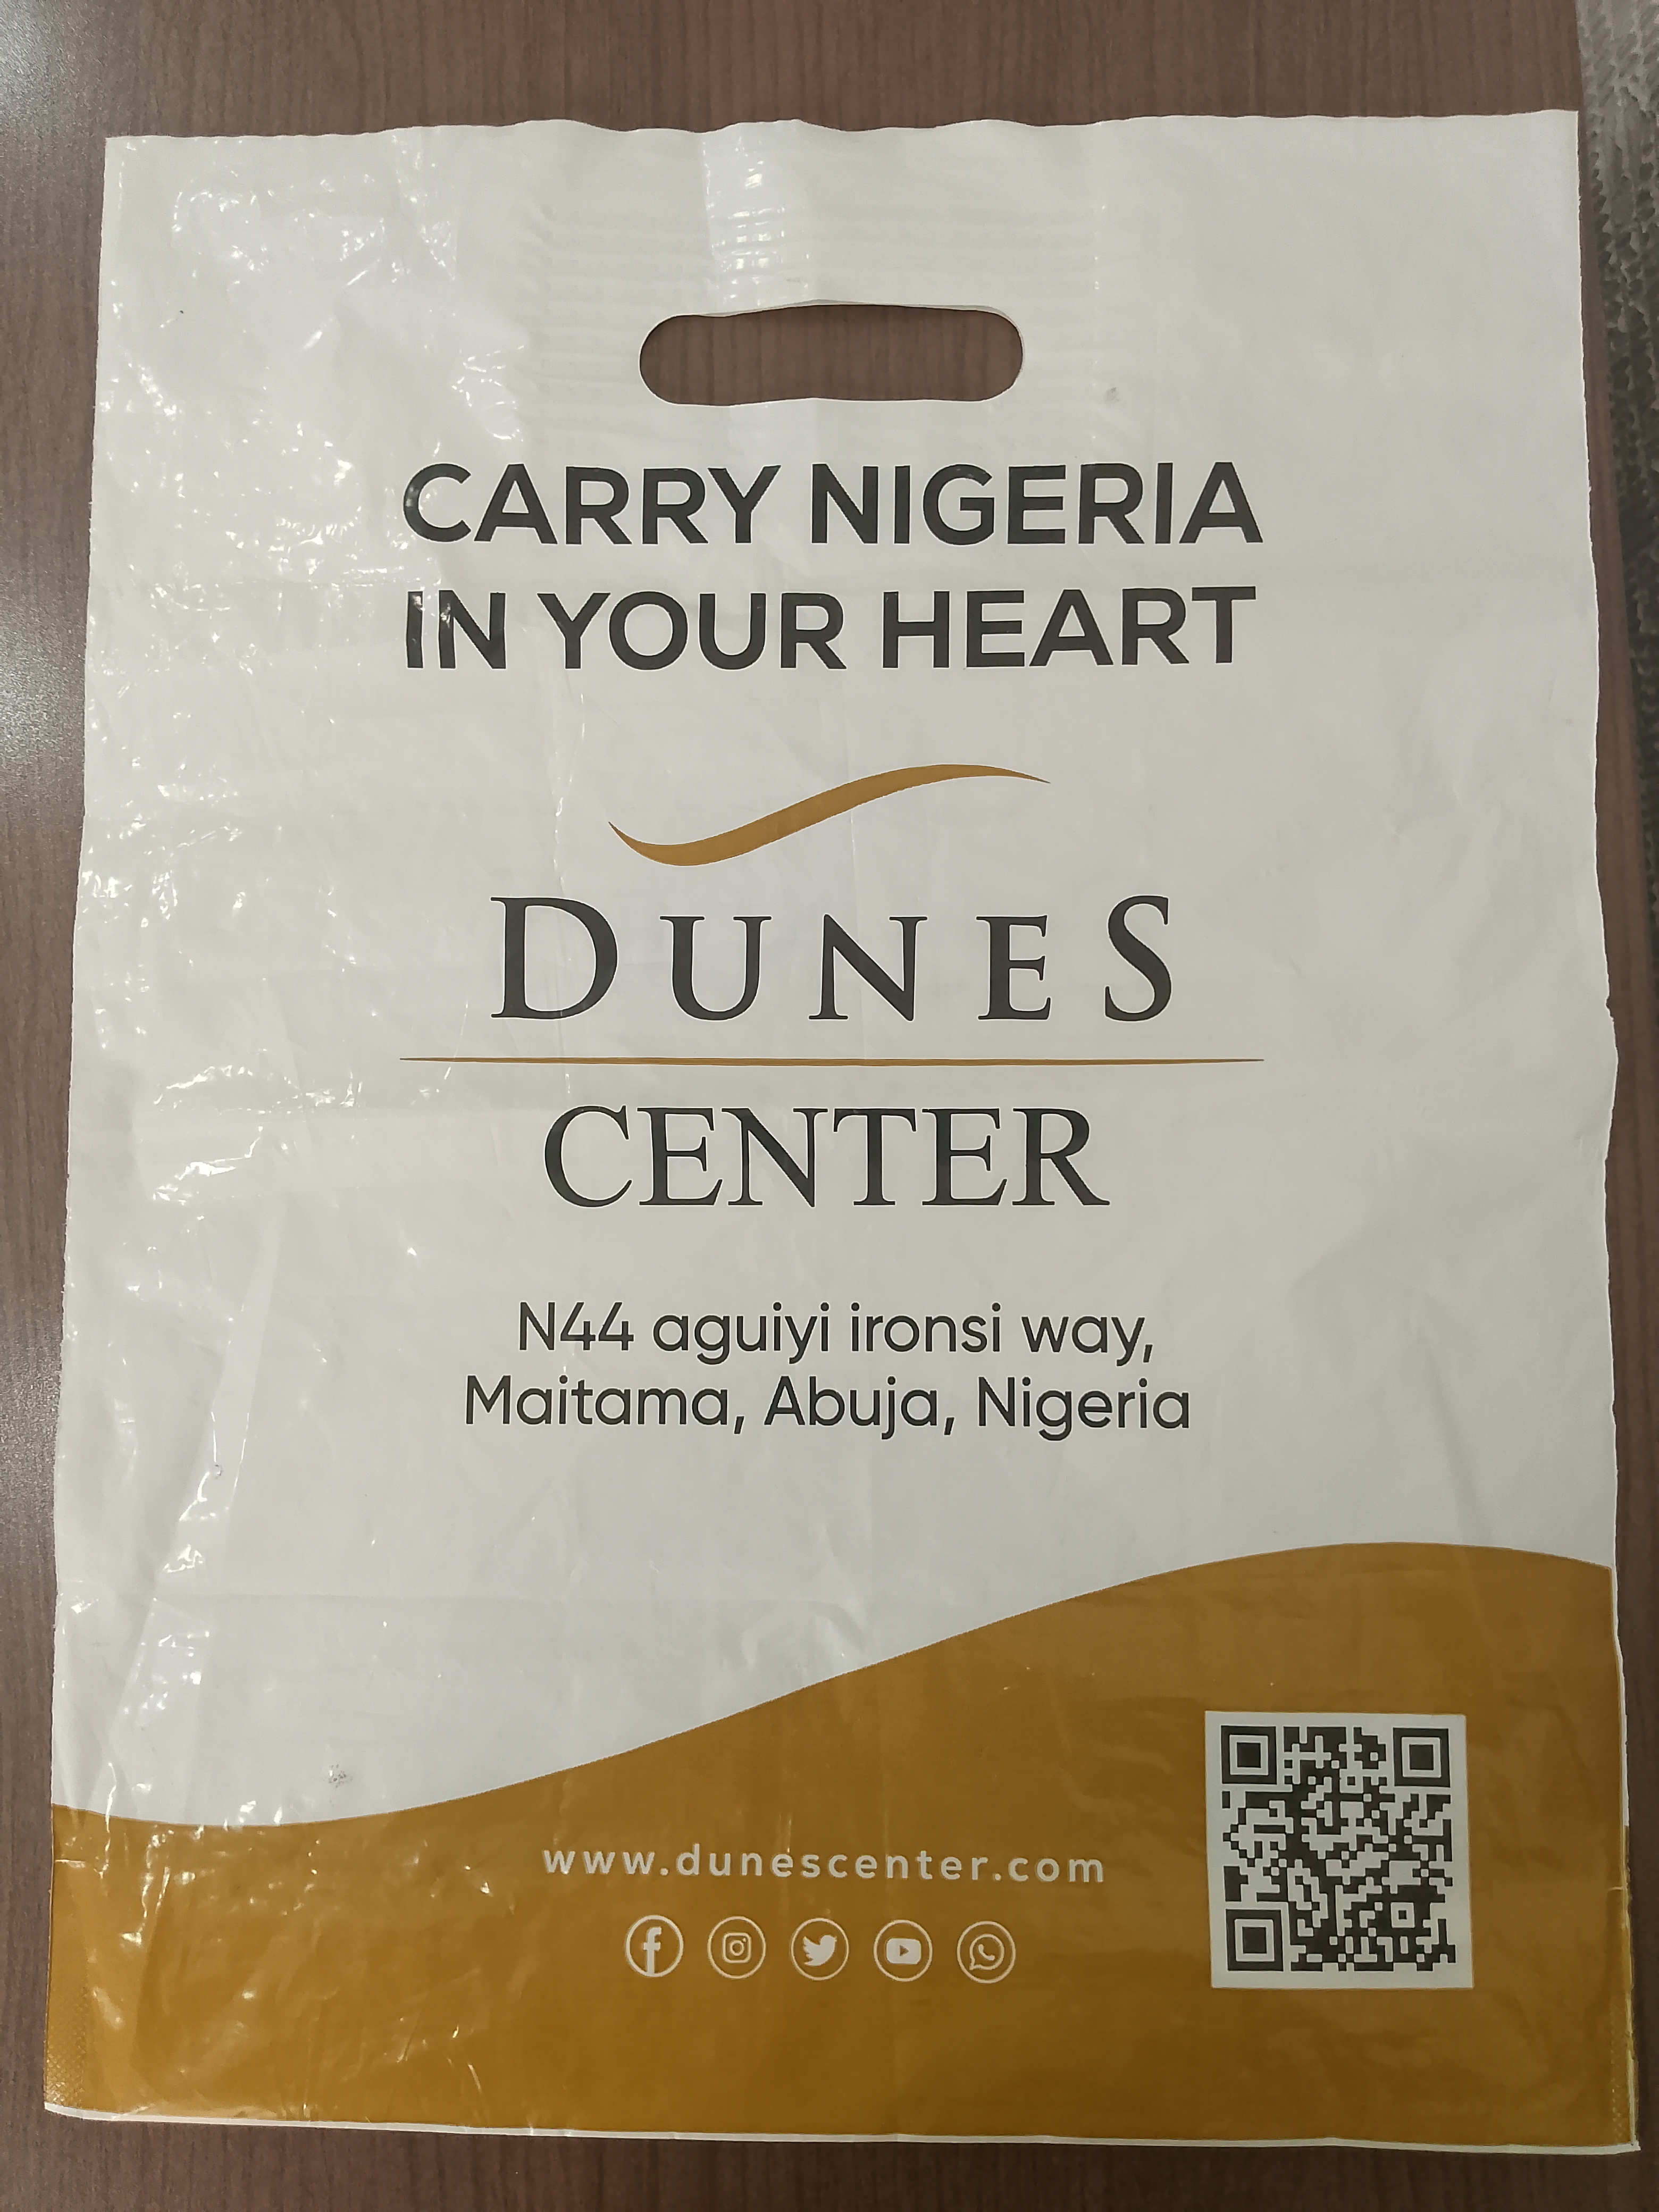 CARRY NIGERIA
IN YOUR HEART
DUNES
CENTER
N44 aguiyi ironsi way,
Maitama, Abuja, Nigeria
www.dunescenter.com